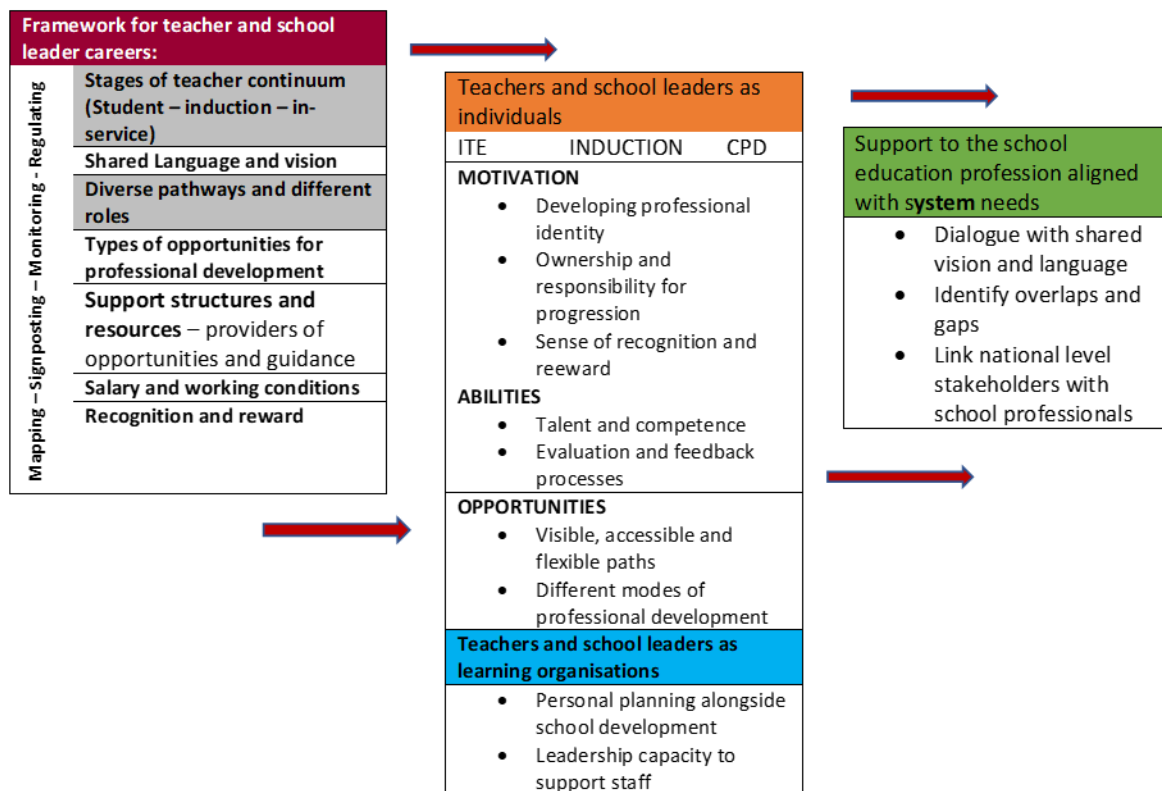 Framework for teacher and school
leader careers:
Mapping – Signposting – Monitoring - Regulating
Stages of teacher continuum
(Student – induction – in-
service)
Shared Language and vision
Diverse pathways and different
roles
Types of opportunities for
professional development
Support structures and
resources – providers of
opportunities and guidance
Salary and working conditions
Recognition and reward
Teachers and school leaders as
individuals
ITE INDUCTION CPD
MOTIVATION
• Developing professional
identity
• Ownership and
responsibility for
progression
• Sense of recognition and
reeward
ABILITIES
• Talent and competence
• Evaluation and feedback
processes
OPPORTUNITIES
• Visible, accessible and
flexible paths
• Different modes of
professional development
Teachers and school leaders as
learning organisations
• Personal planning alongside
school development
• Leadership capacity to
support staff
Support to the school
education profession aligned
with system needs
• Dialogue with shared
vision and language
• Identify overlaps and
gaps
• Link national level
stakeholders with
school professionals